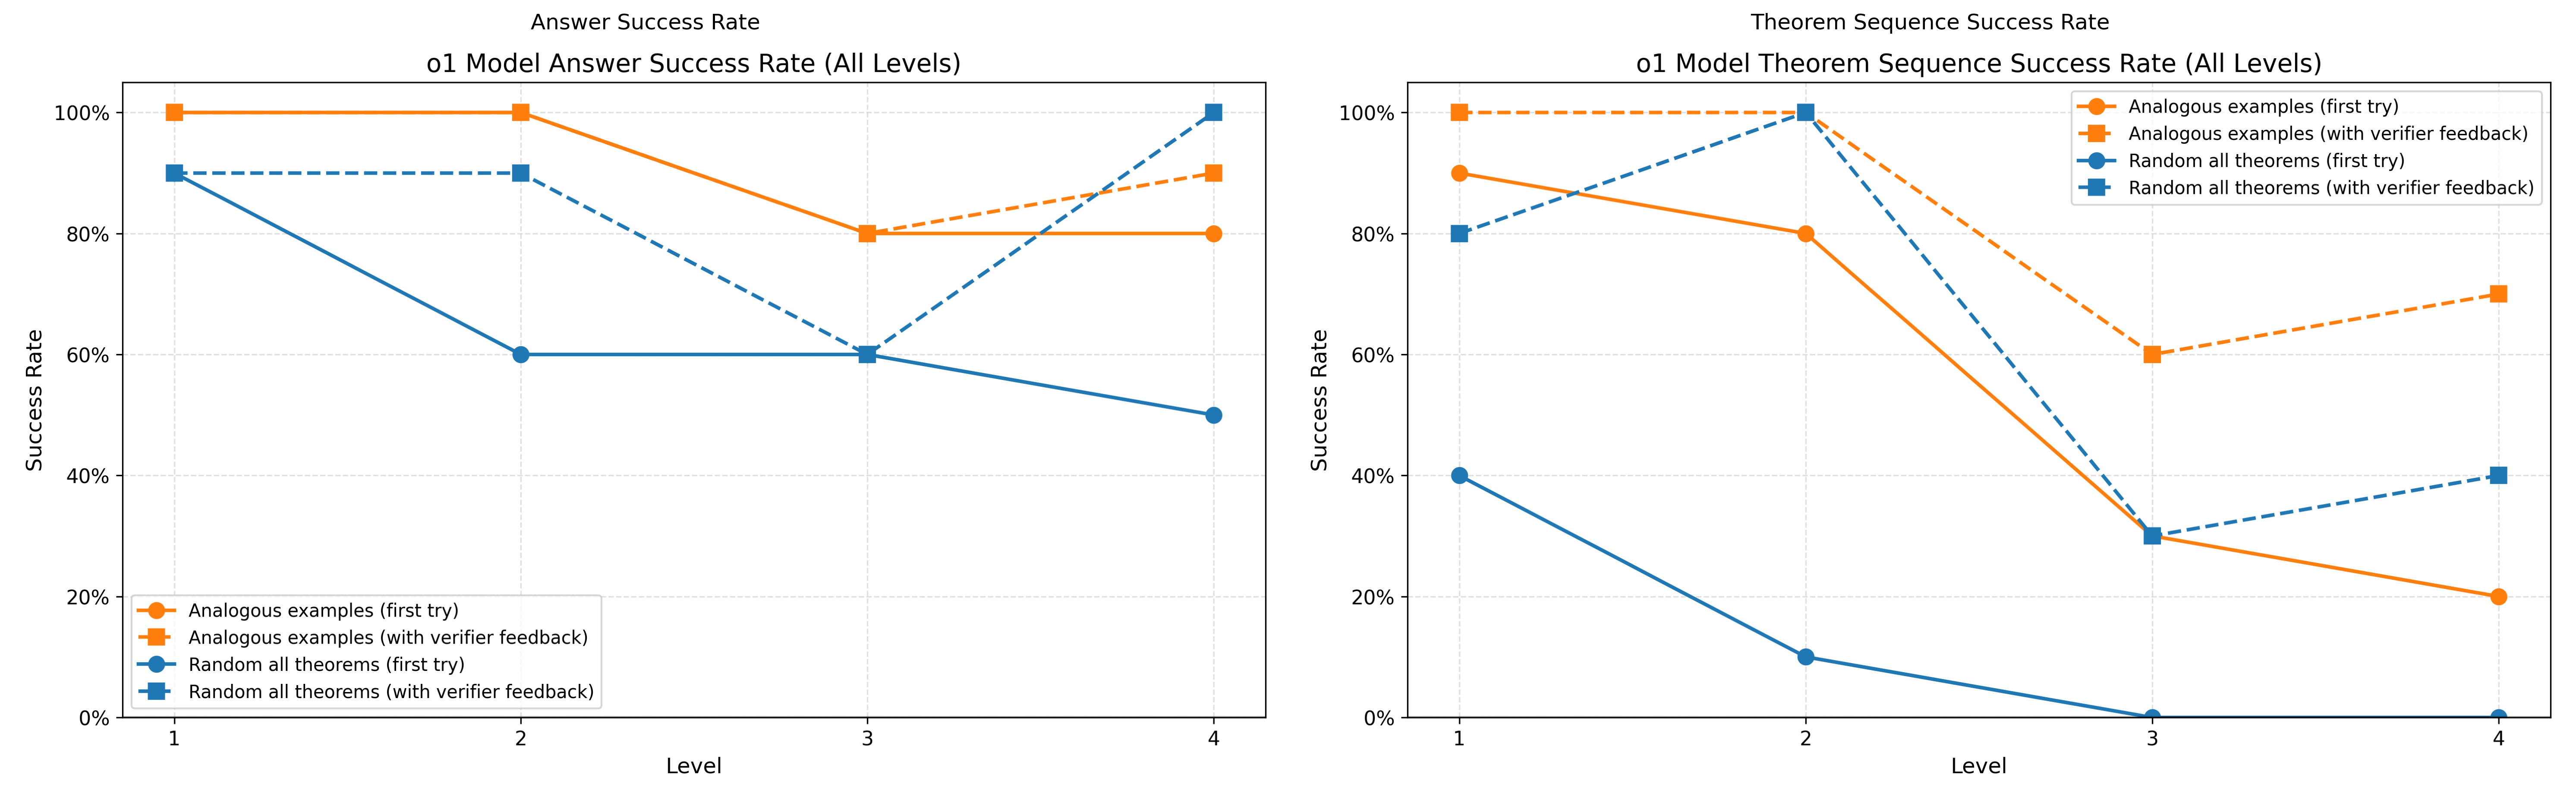 Answer Success Rate
o1 Model Answer Success Rate (All Levels)
100%
80%
60%
40%
20%
0%
Success Rate
Analogous examples (first try)
Analogous examples (with verifier feedback)
Random all theorems (first try)
Random all theorems (with verifier feedback)
1 2 3 4
Level
Theorem Sequence Success Rate
o1 Model Theorem Sequence Success Rate (All Levels)
100%
80%
60%
40%
20%
0%
Success Rate
Analogous examples (first try)
Analogous examples (with verifier feedback)
Random all theorems (first try)
Random all theorems (with verifier feedback)
1 2 3 4
Level